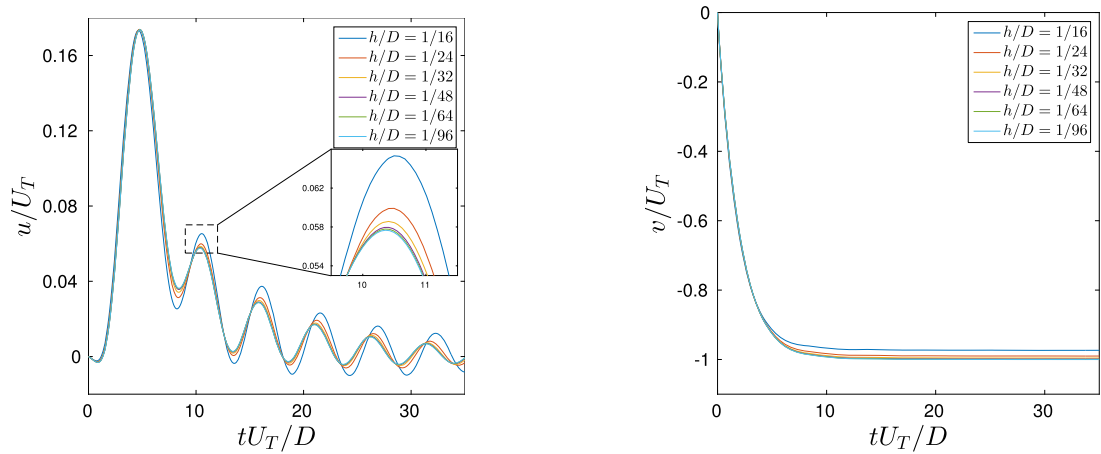 0.16
0.12
0.08
0.04
0
u/U_T
0
10
20
30
tU_T/D
h/D = 1/16
h/D = 1/24
h/D = 1/32
h/D = 1/48
h/D = 1/64
h/D = 1/96
0.062
0.058
0.054
10
11
0
-0.2
-0.4
-0.6
-0.8
-1
v/U_T
0
10
20
30
tU_T/D
h/D = 1/16
h/D = 1/24
h/D = 1/32
h/D = 1/48
h/D = 1/64
h/D = 1/96